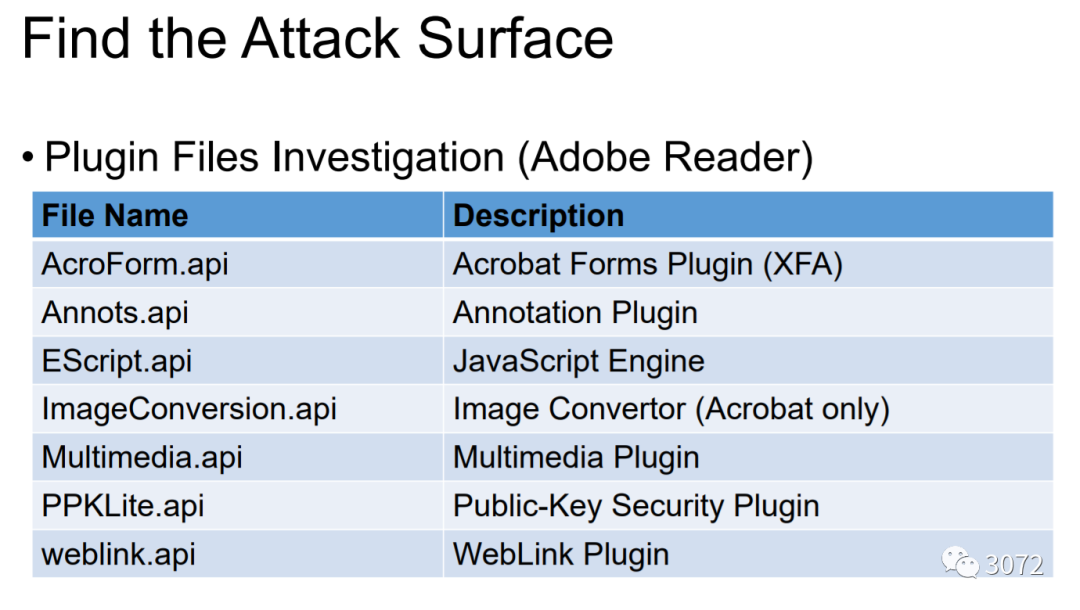 Find the Attack Surface
• Plugin Files Investigation (Adobe Reader)
File Name Description
AcroForm.api Acrobat Forms Plugin (XFA)
Annots.api Annotation Plugin
EScript.api JavaScript Engine
ImageConversion.api Image Convertor (Acrobat only)
Multimedia.api Multimedia Plugin
PPKLite.api Public-Key Security Plugin
weblink.api WebLink Plugin
3072